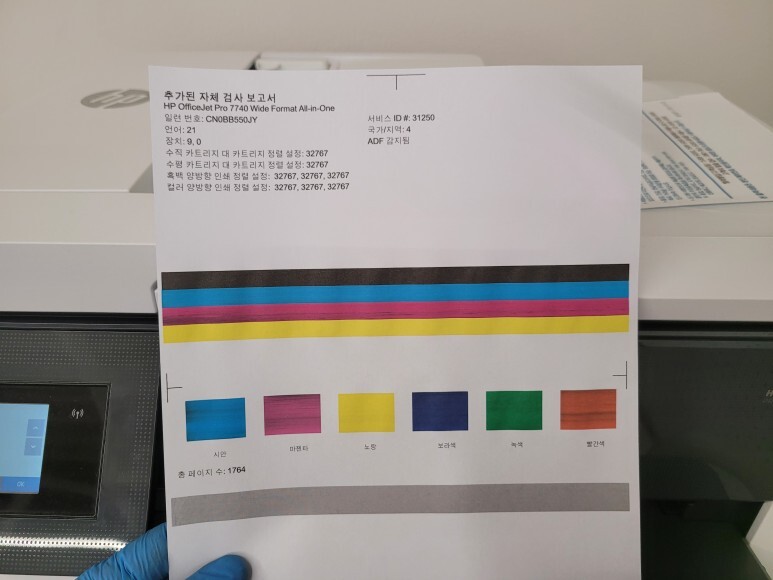 hp
추가된 자체 검사 보고서
HP OfficeJet Pro 7740 Wide Format All-in-One
일련 번호: CN0BB550JY
서비스 ID #: 31250
언어: 21
국가/지역: 4
장치: 9, 0
ADF 감지됨
수직 카트리지 대 카트리지 정렬 설정: 32767
수평 카트리지 대 카트리지 정렬 설정: 32767
흑백 양방향 인쇄 정렬 설정: 32767, 32767, 32767
컬러 양방향 인쇄 정렬 설정: 32767, 32767, 32767
시안
마젠타
노랑
보라색
녹색
빨간색
총 페이지 수: 1764
OK